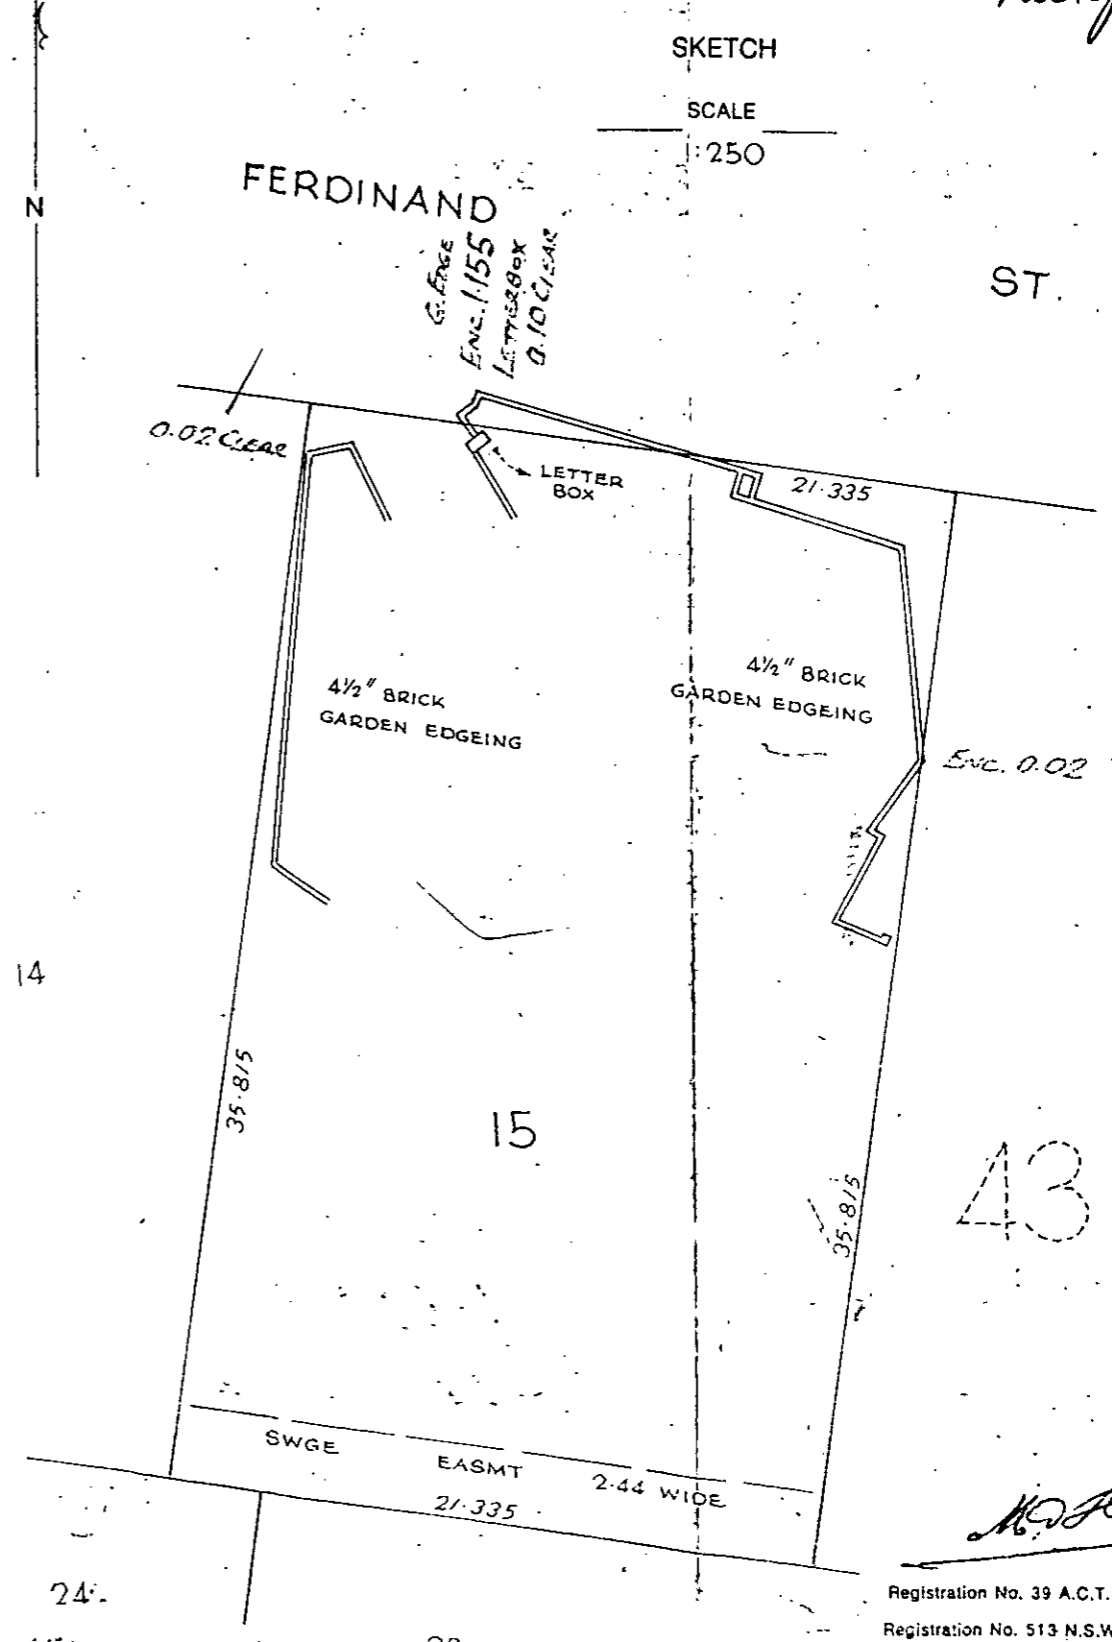 SKETCH
SCALE
1:250
N
FERDINAND
ST.
G. EDGE
ENC. 1.155
LETTERBOX
0.10 CLEAR
0.02 CLEAR
LETTER
BOX
21.335
4½" BRICK
GARDEN EDGEING
4½" BRICK
GARDEN EDGEING
ENC. 0.02
14
35.815
15
35.815
43
SWGE EASMT 2.44 WIDE
21.335
24
Registration No. 39 A.C.T.
Registration No. 513 N.S.W